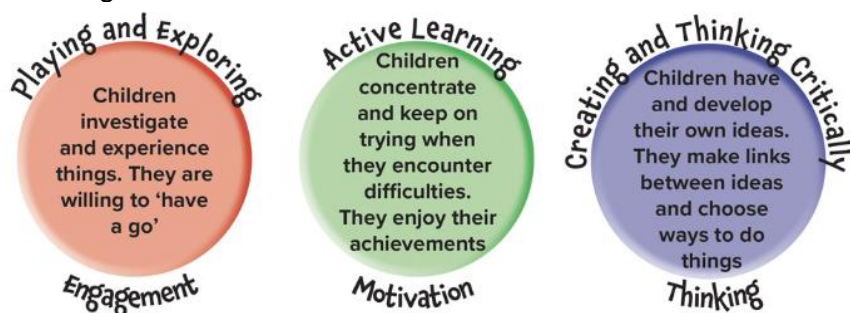 Playing and Exploring
Children
investigate
and experience
things. They are
willing to ‘have
a go’
Engagement
Active Learning
Children
concentrate
and keep on
trying when
they encounter
difficulties.
They enjoy their
achievements
Motivation
Creating and Thinking Critically
Children have
and develop
their own ideas.
They make links
between ideas
and choose
ways to do
things
Thinking